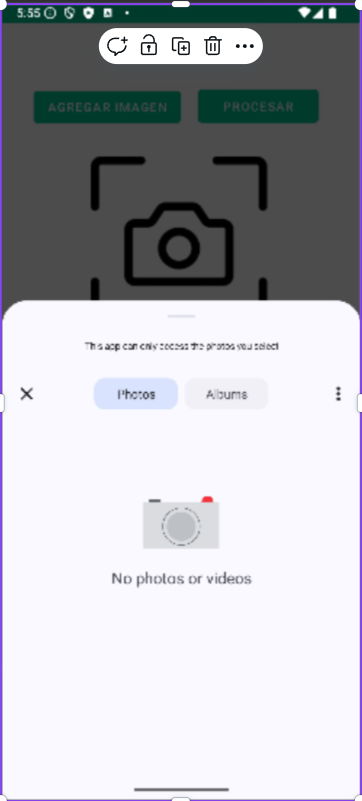 5:55
AGREGAR IMAGEN
PROCESAR
This app can only access the photos you select
Photos
Albums
No photos or videos